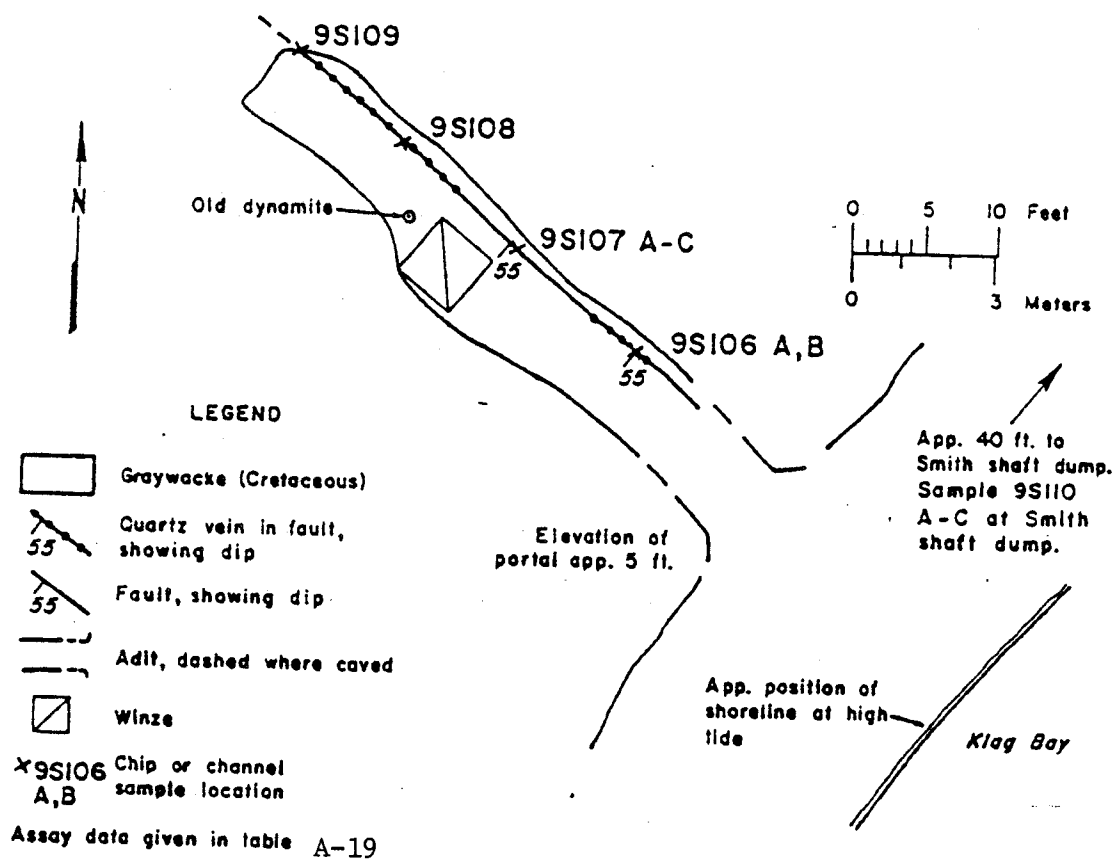 9S109
9S108
N
Old dynamite
9S107 A-C
55
0 5 10 Feet
0 3 Meters
9S106 A,B
55
LEGEND
Graywacke (Cretaceous)
Quartz vein in fault,
showing dip
55
Fault, showing dip
55
Adit, dashed where caved
Winze
x 9S106
A,B
Chip or channel
sample location
Assay data given in table A-19
Elevation of
portal app. 5 ft.
App. 40 ft. to
Smith shaft dump.
Sample 9S110
A-C at Smith
shaft dump.
App. position of
shoreline at high
tide
Klag Bay